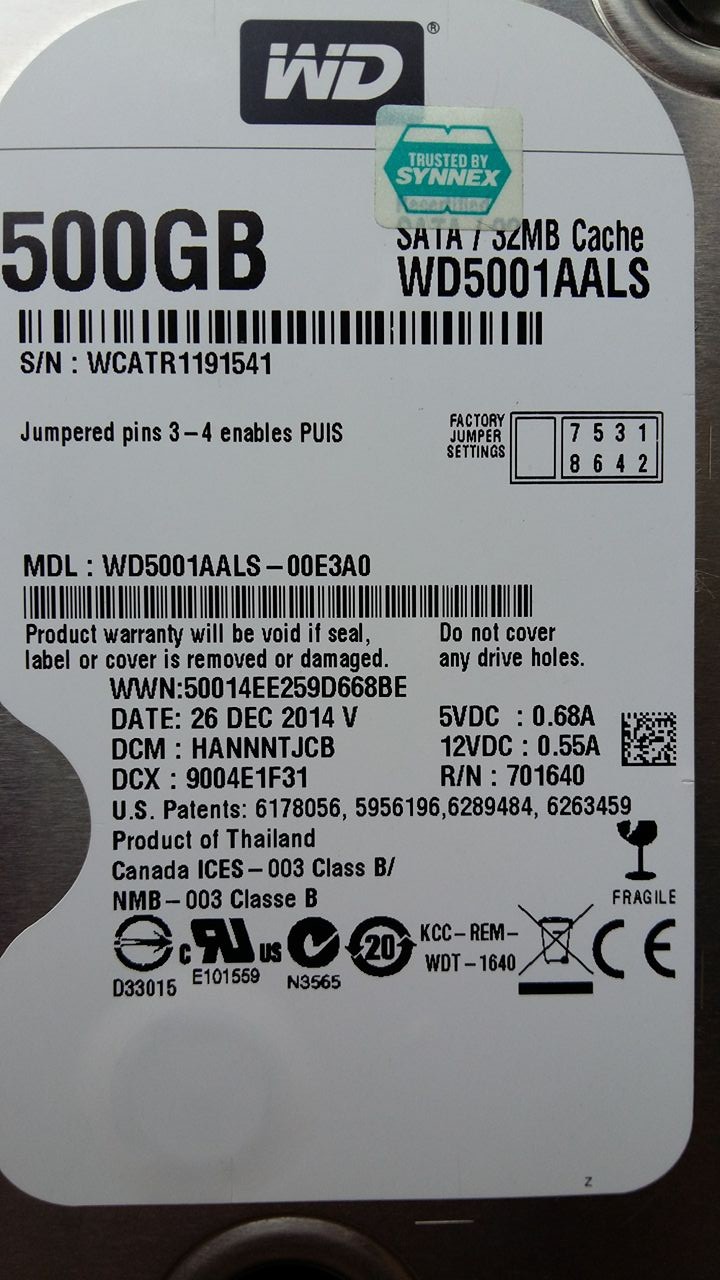 WD®
TRUSTED BY
SYNNEX
500GB
SATA / 32MB Cache
WD5001AALS
S/N : WCATR1191541
Jumpered pins 3-4 enables PUIS
FACTORY
JUMPER
SETTINGS
7 5 3 1
8 6 4 2
MDL : WD5001AALS-00E3A0
Product warranty will be void if seal,
label or cover is removed or damaged.
Do not cover
any drive holes.
WWN:50014EE259D668BE
DATE: 26 DEC 2014 V
DCM : HANNNTJCB
DCX : 9004E1F31
5VDC : 0.68A
12VDC : 0.55A
R/N : 701640
U.S. Patents: 6178056, 5956196,6289484, 6263459
Product of Thailand
Canada ICES-003 Class B/
NMB-003 Classe B
FRAGILE
D33015
c RU US
E101559
N3565
20
KCC-REM-
WDT-1640
CE
Z